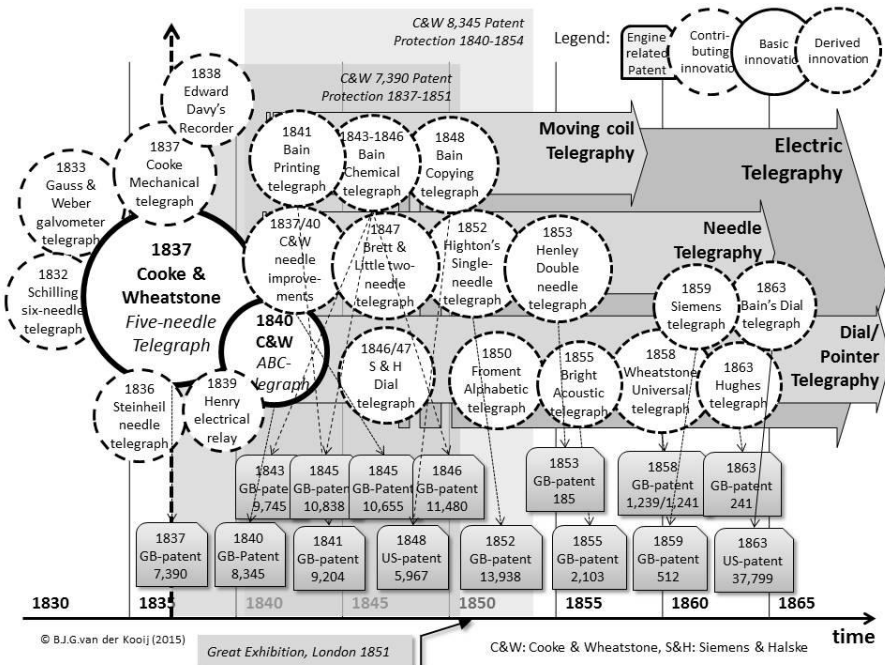 C&W 8,345 Patent
Protection 1840-1854
C&W 7,390 Patent
Protection 1837-1851
Legend:
Engine
related
Patent
Contri-
buting
innovatio
Basic
innovatio
Derived
innovation
1838
Edward
Davy's
Recorder
1837
Cooke
Mechanical
telegraph
1833
Gauss &
Weber
galvometer
telegraph
1832
Schilling
six-needle
telegraph
1837
Cooke &
Wheatstone
Five-needle
Telegraph
1840
C&W
ABC-
legraph
1836
Steinheil
needle
telegraph
1839
Henry
electrical
relay
1841
Bain
Printing
telegraph
1843-1846
Bain
Chemical
telegraph
1848
Bain
Copying
telegraph
Moving coil
Telegraphy
Electric
Telegraphy
1837/40
C&W
needle
improve-
ments
1847
Brett &
Little two-
needle
telegraph
1852
Highton's
Single-
needle
telegraph
1853
Henley
Double
needle
telegraph
Needle
Telegraphy
1859
Siemens
telegraph
1863
Bain's Dial
telegraph
1846/47
S & H
Dial
telegraph
1850
Froment
Alphabetic
telegraph
1855
Bright
Acoustic
telegraph
1858
Wheatstone
Universal
telegraph
1863
Hughes
telegraph
Dial/
Pointer
Telegraphy
1843
GB-pate
9,745
1845
GB-paten
10,838
1845
GB-Patent
10,655
1846
GB-patent
11,480
1853
GB-patent
185
1858
GB-patent
1,239/1,241
1863
GB-patent
241
1837
GB-patent
7,390
1840
GB-Patent
8,345
1841
GB-patent
9,204
1848
US-patent
5,967
1852
GB-patent
13,938
1855
GB-patent
2,103
1859
GB-patent
512
1863
US-patent
37,799
1830
1835
1840
1845
1850
1855
1860
1865
time
© B.J.G.van der Kooij (2015)
Great Exhibition, London 1851
C&W: Cooke & Wheatstone, S&H: Siemens & Halske